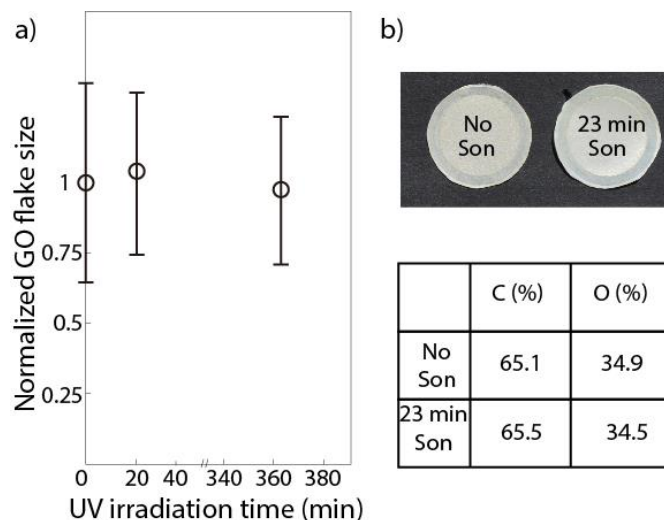 a)
Normalized GO flake size
1
0.75
0.5
0.25
0 20 40 340 360 380
UV irradiation time (min)
b)
No
Son
23 min
Son
C (%) O (%)
No
Son 65.1 34.9
23 min
Son 65.5 34.5